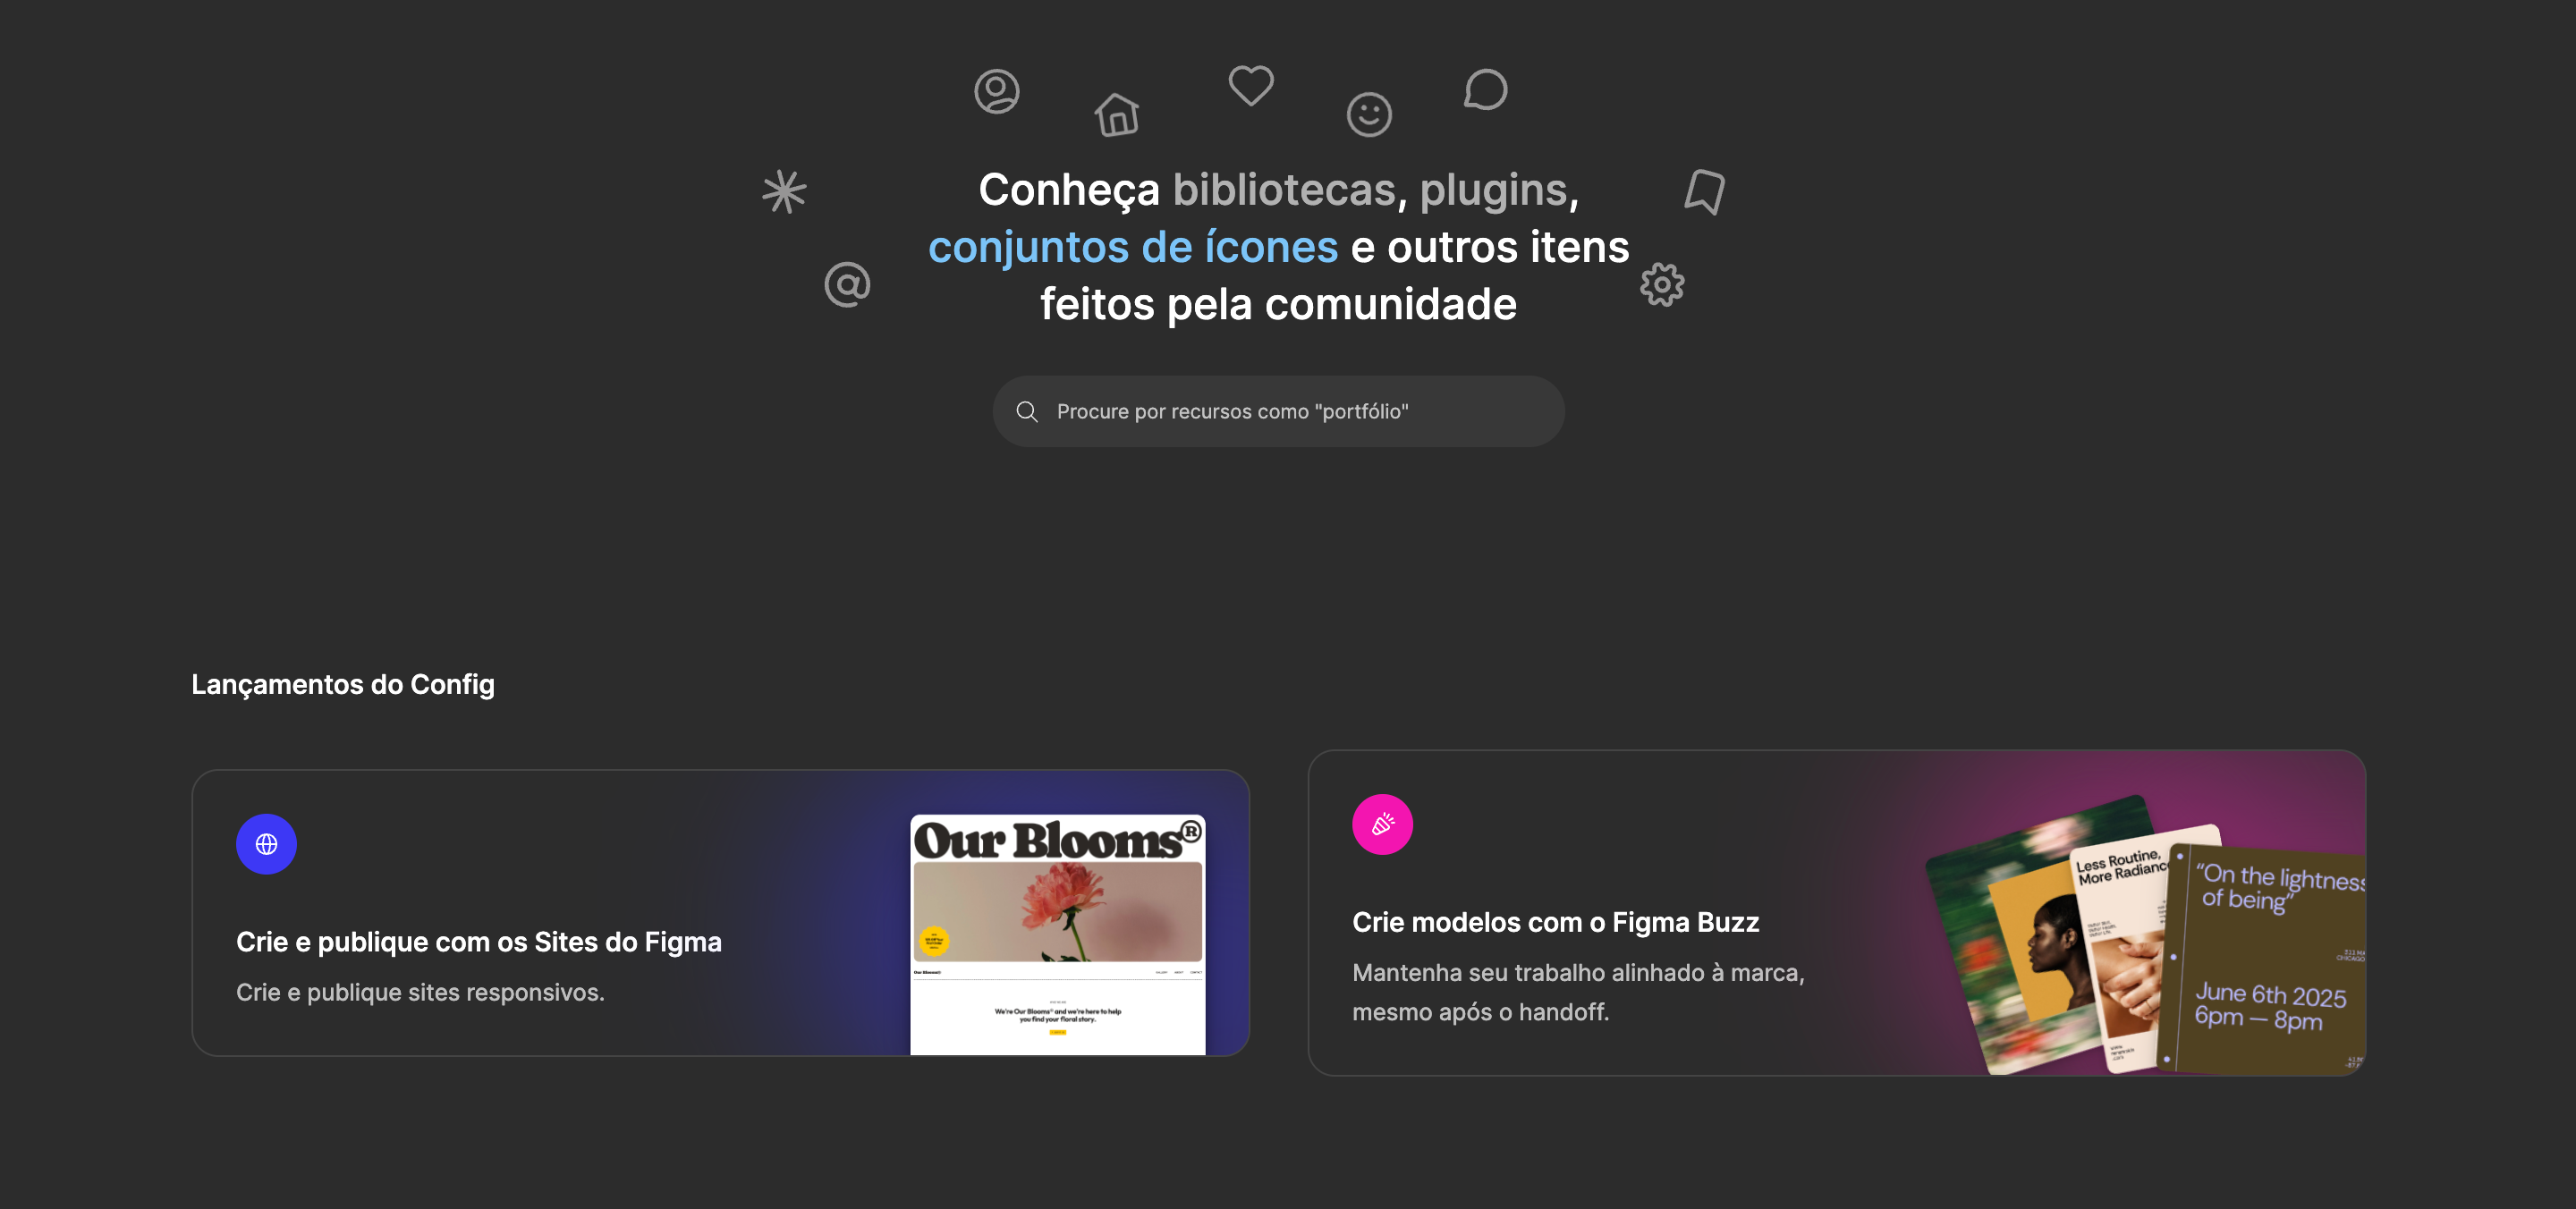 Conheça bibliotecas, plugins,
conjuntos de ícones e outros itens
feitos pela comunidade
Procure por recursos como "portfólio"
Lançamentos do Config
Crie e publique com os Sites do Figma
Crie e publique sites responsivos.
Our Blooms®
Our Blooms®
We're Our Blooms® and we're here to help
you find your floral story.
Crie modelos com o Figma Buzz
Mantenha seu trabalho alinhado à marca,
mesmo após o handoff.
Less Routine,
More Radiance
“On the lightness
of being”
June 6th 2025
6pm — 8pm